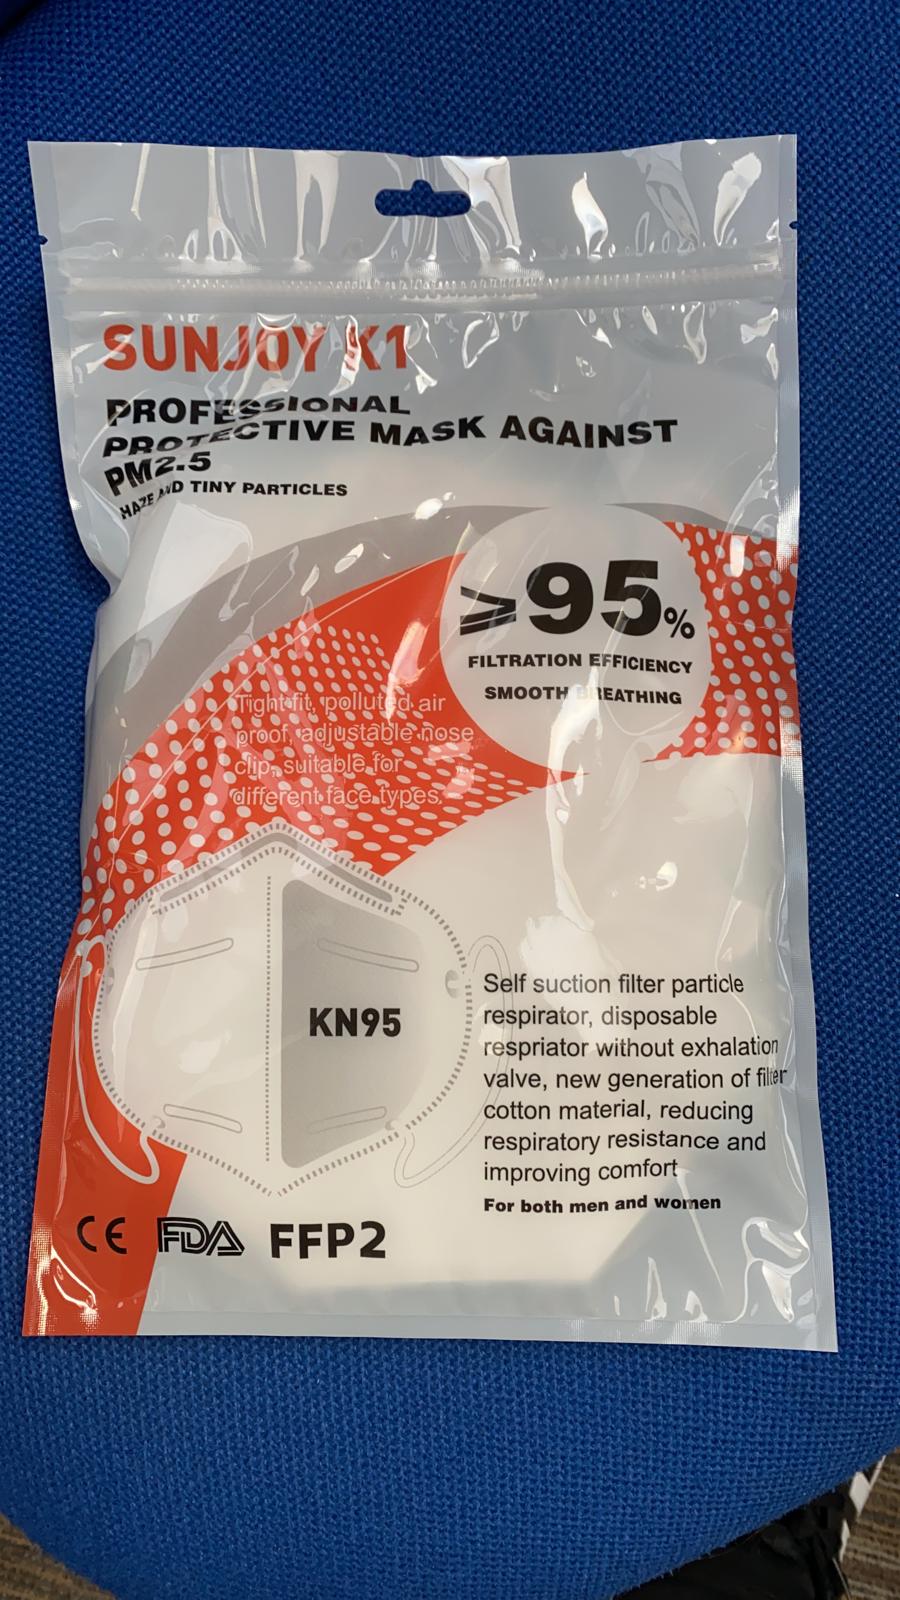 SUNJOY K1
PROFESSIONAL
PROTECTIVE MASK AGAINST
PM2.5
HAZE AND TINY PARTICLES
≥95%
FILTRATION EFFICIENCY
SMOOTH BREATHING
Tight fit, polluted air
proof, adjustable nose
clip, suitable for
different face types.
KN95
Self suction filter particle
respirator, disposable
respriator without exhalation
valve, new generation of filter
cotton material, reducing
respiratory resistance and
improving comfort
For both men and women
CE FDA FFP2